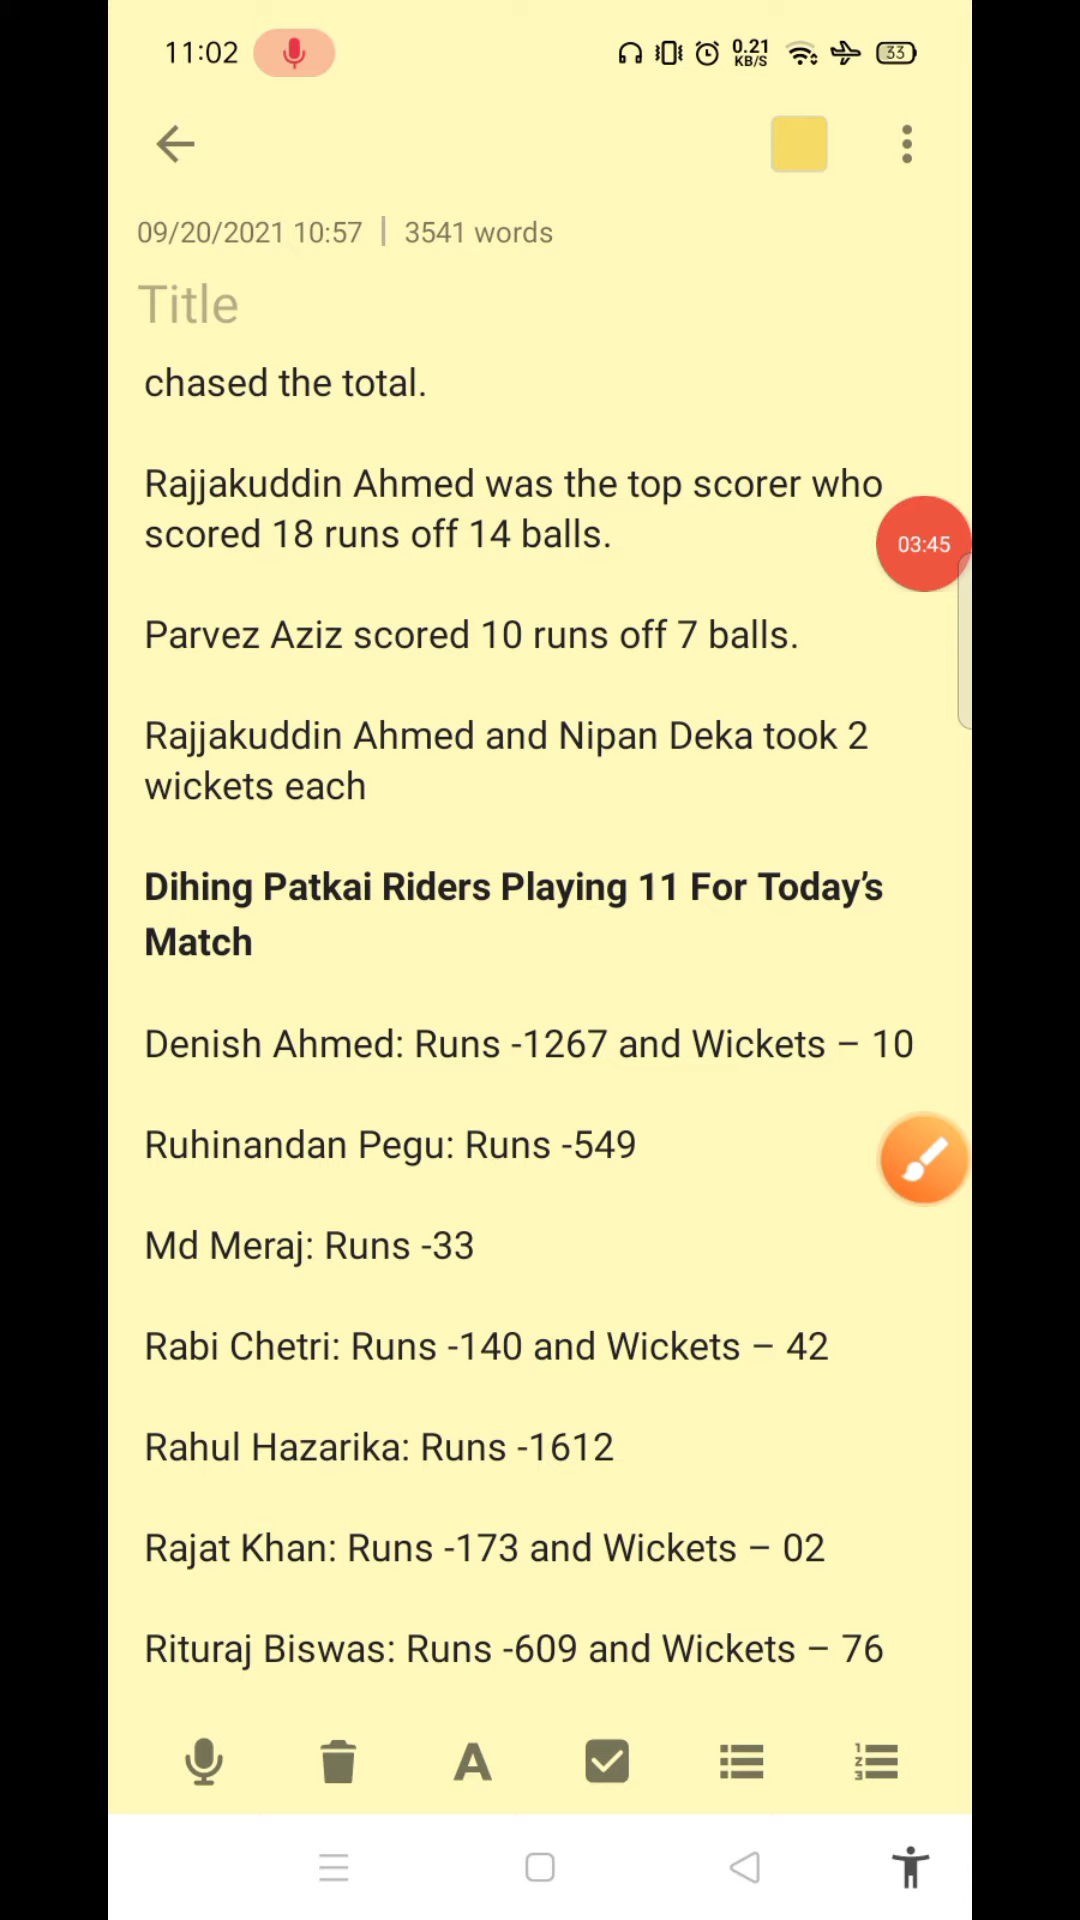 11:02 0.21 KB/S 33
09/20/2021 10:57 | 3541 words
Title
chased the total.
Rajjakuddin Ahmed was the top scorer who
scored 18 runs off 14 balls.
03:45
Parvez Aziz scored 10 runs off 7 balls.
Rajjakuddin Ahmed and Nipan Deka took 2
wickets each
Dihing Patkai Riders Playing 11 For Today’s
Match
Denish Ahmed: Runs -1267 and Wickets – 10
Ruhinandan Pegu: Runs -549
Md Meraj: Runs -33
Rabi Chetri: Runs -140 and Wickets – 42
Rahul Hazarika: Runs -1612
Rajat Khan: Runs -173 and Wickets – 02
Rituraj Biswas: Runs -609 and Wickets – 76
A